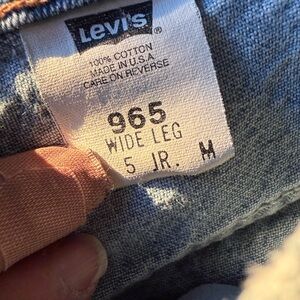 Levi's
100% COTTON
MADE IN U.S.A
CARE ON REVERSE
965
WIDE LEG
5 JR. M